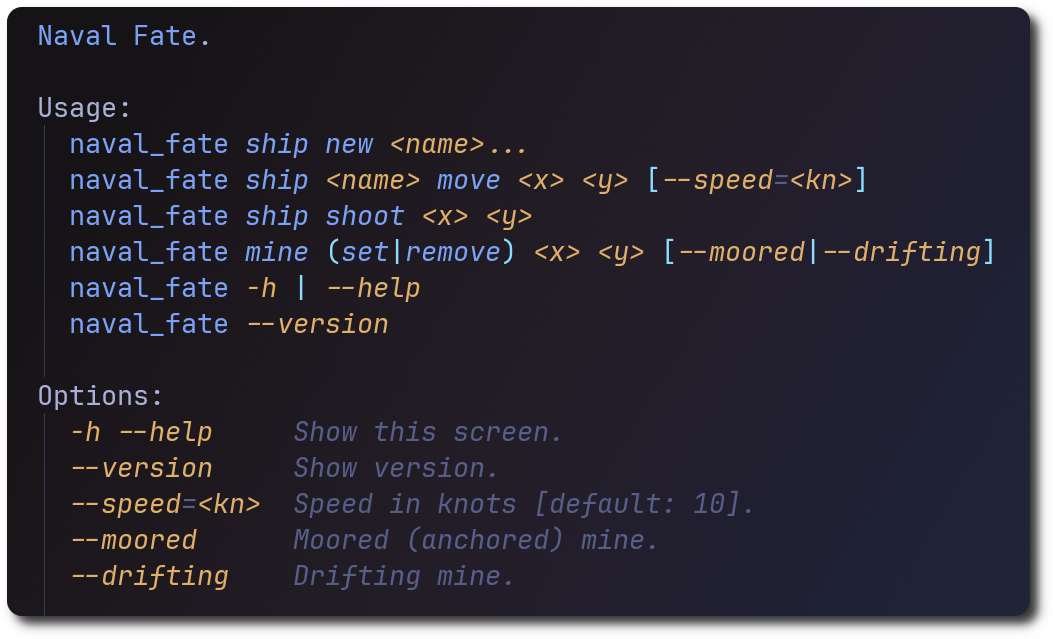 Naval Fate.

Usage:
  naval_fate ship new <name>...
  naval_fate ship <name> move <x> <y> [--speed=<kn>]
  naval_fate ship shoot <x> <y>
  naval_fate mine (set|remove) <x> <y> [--moored|--drifting]
  naval_fate -h | --help
  naval_fate --version

Options:
  -h --help     Show this screen.
  --version     Show version.
  --speed=<kn>  Speed in knots [default: 10].
  --moored      Moored (anchored) mine.
  --drifting    Drifting mine.